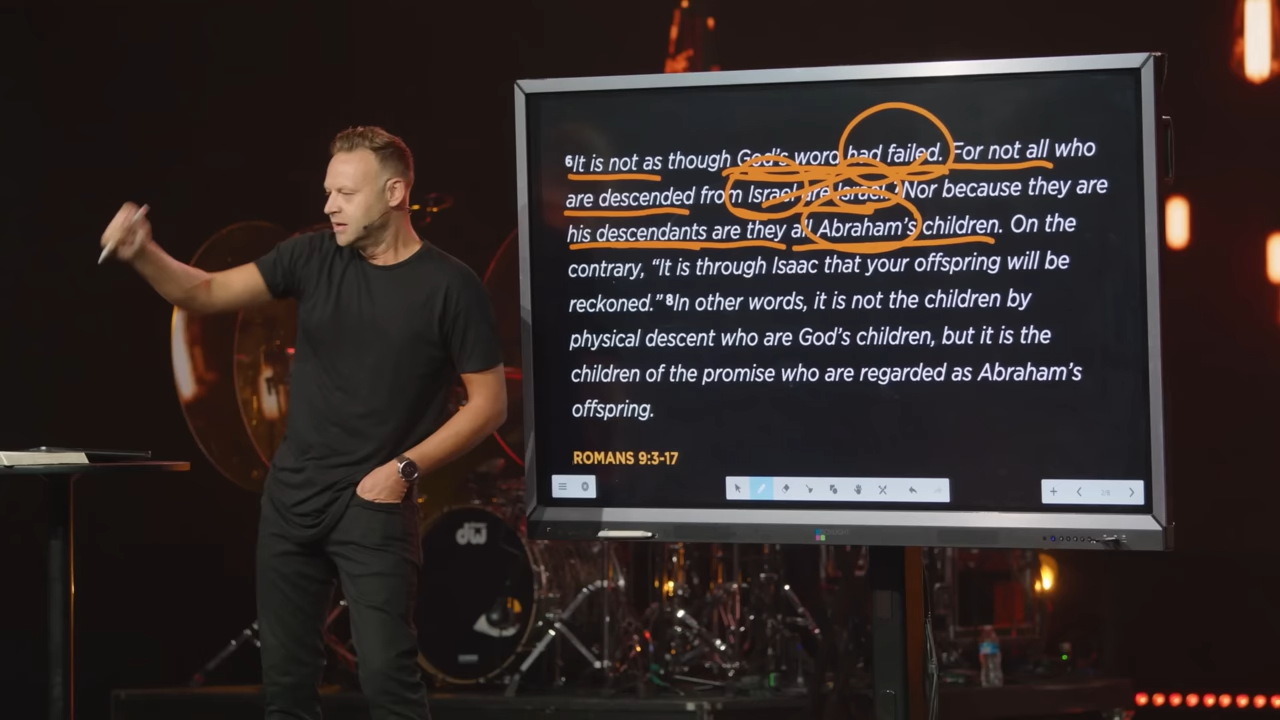 ⁶It is not as though God's word had failed. For not all who
are descended from Israel are Israel. ⁷Nor because they are
his descendants are they all Abraham's children. On the
contrary, “It is through Isaac that your offspring will be
reckoned.” ⁸In other words, it is not the children by
physical descent who are God's children, but it is the
children of the promise who are regarded as Abraham's
offspring.
ROMANS 9:3-17
dw